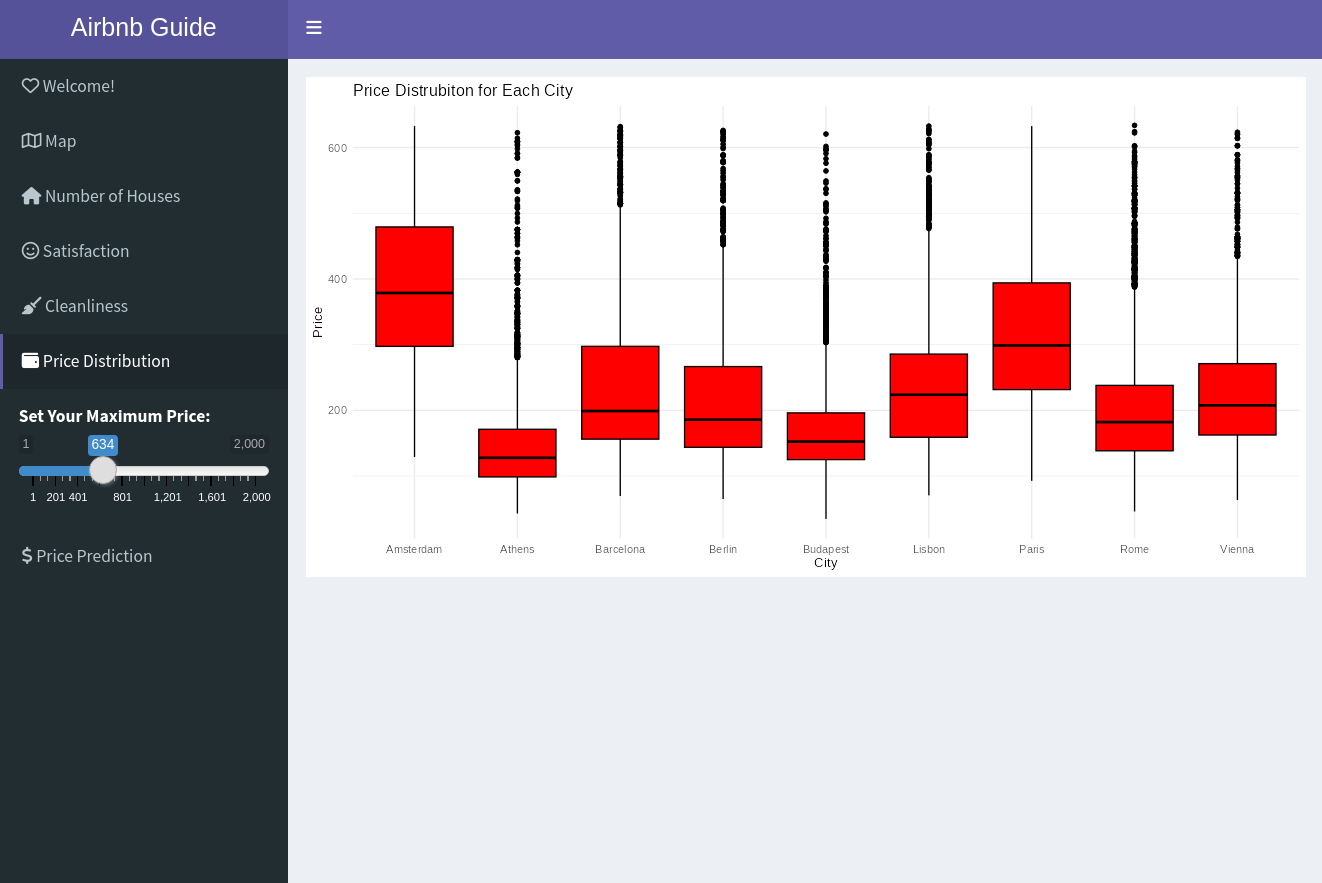 Airbnb Guide
Welcome!
Map
Number of Houses
Satisfaction
Cleanliness
Price Distribution
Set Your Maximum Price:
1 634 2,000
1 201 401 801 1,201 1,601 2,000
$ Price Prediction
Price Distrubiton for Each City
600
400
200
Price
Amsterdam Athens Barcelona Berlin Budapest Lisbon Paris Rome Vienna
City